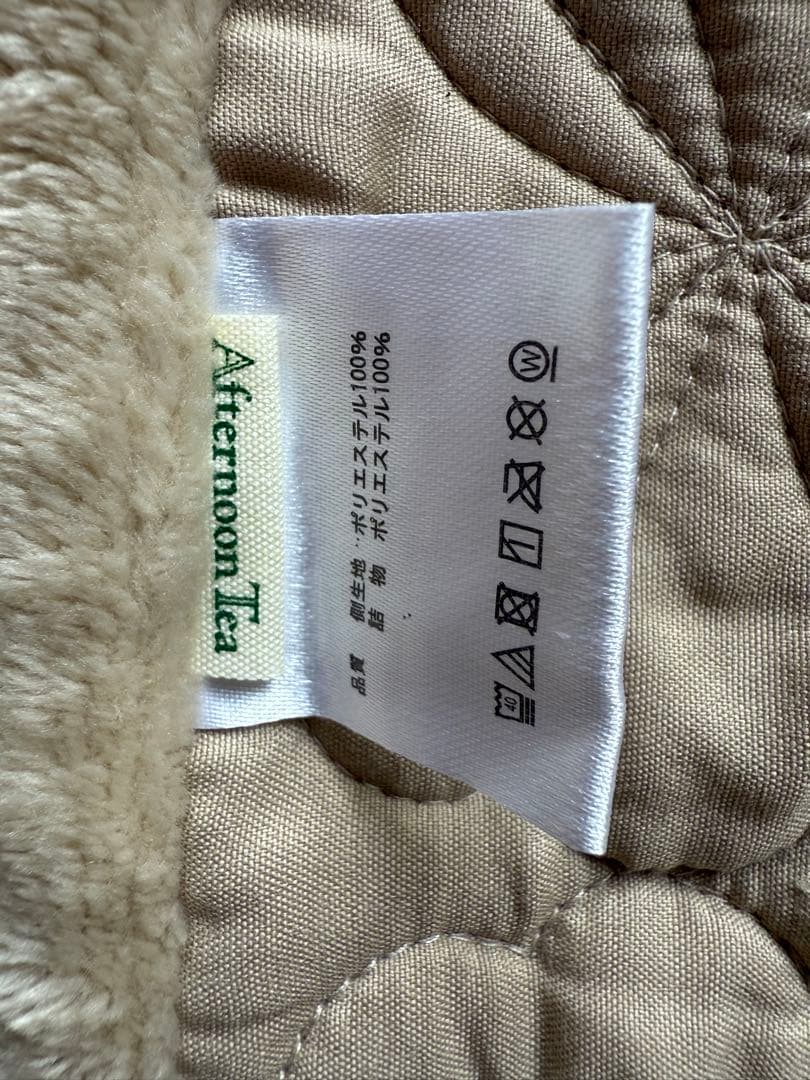 Afternoon Tea
品質 側生地:ポリエステル100%
詰 物:ポリエステル100%
40
W